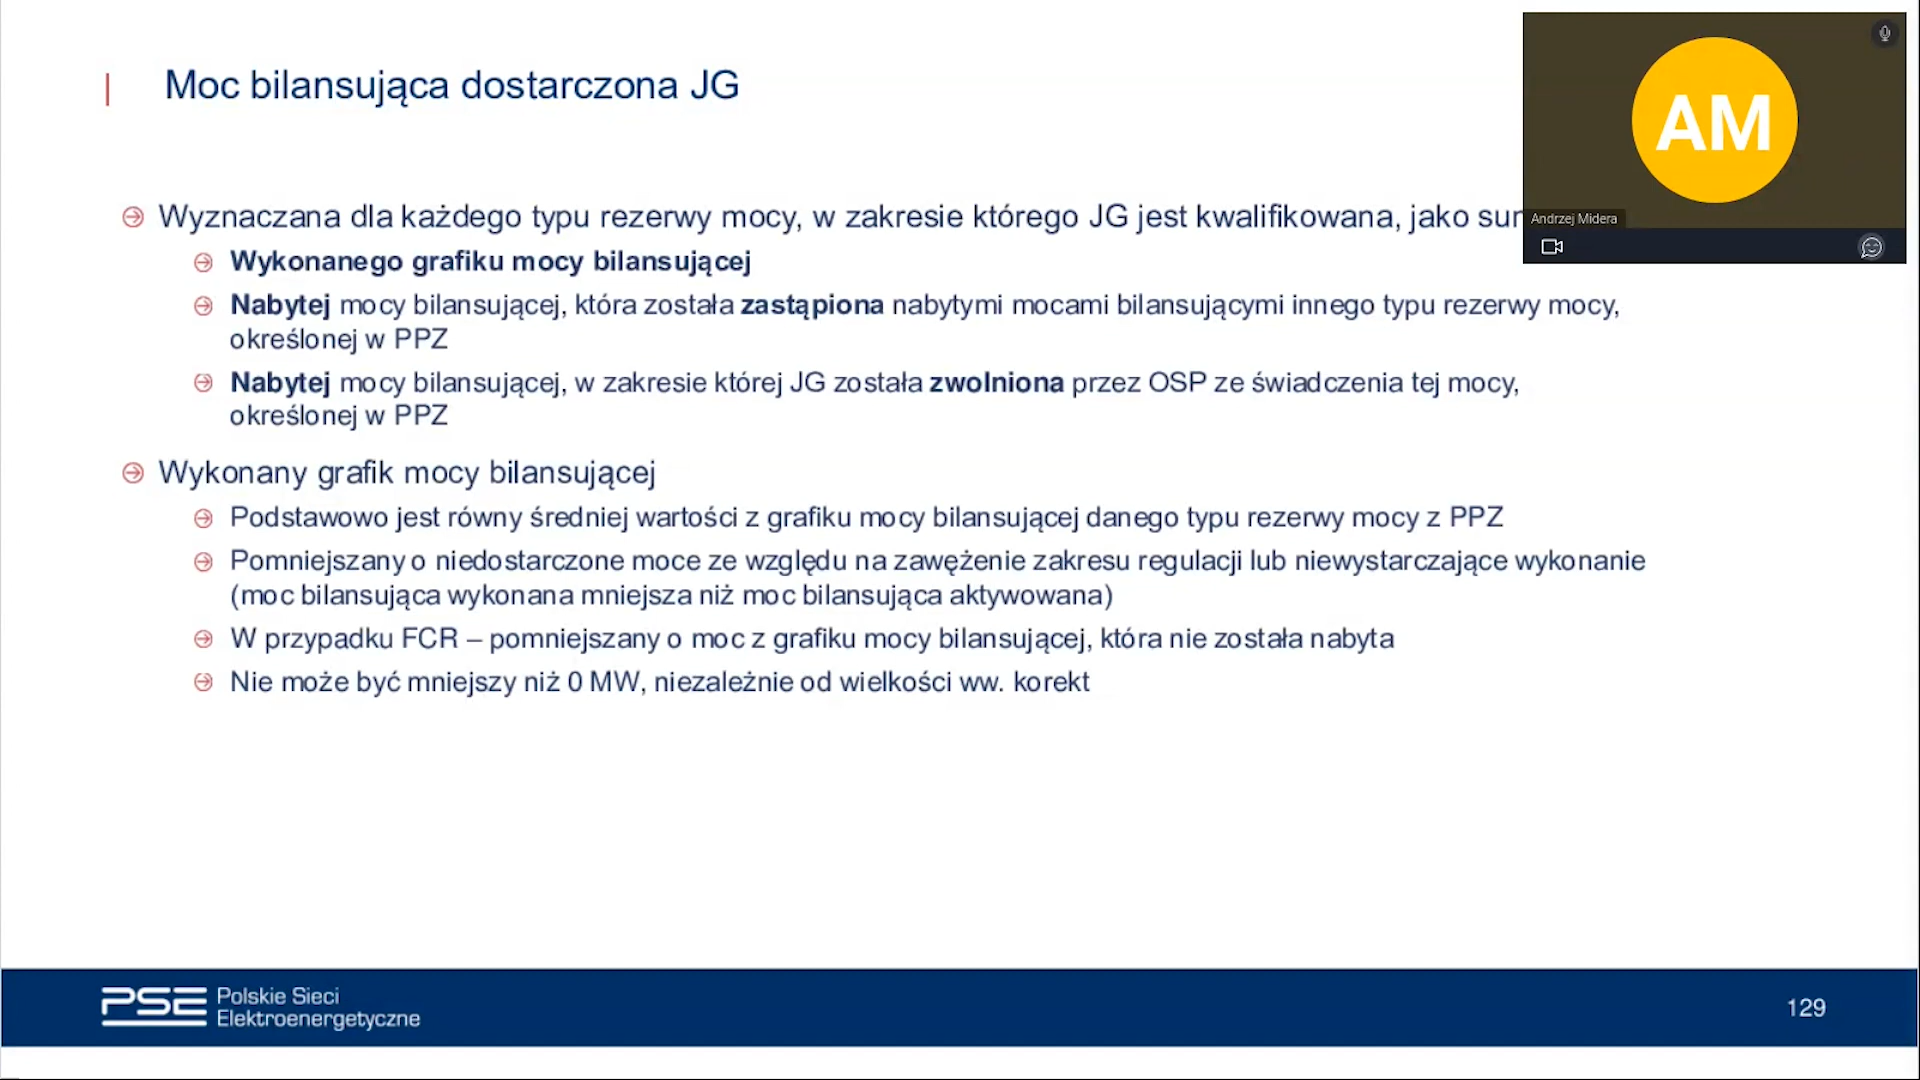 Moc bilansująca dostarczona JG
AM
Andrzej Midera
Wyznaczana dla każdego typu rezerwy mocy, w zakresie którego JG jest kwalifikowana, jako
Wykonanego grafiku mocy bilansującej
Nabytej mocy bilansującej, która została zastąpiona nabytymi mocami bilansującymi innego typu rezerwy mocy,
określonej w PPZ
Nabytej mocy bilansującej, w zakresie której JG została zwolniona przez OSP ze świadczenia tej mocy,
określonej w PPZ
Wykonany grafik mocy bilansującej
Podstawowo jest równy średniej wartości z grafiku mocy bilansującej danego typu rezerwy mocy z PPZ
Pomniejszany o niedostarczone moce ze względu na zawężenie zakresu regulacji lub niewystarczające wykonanie
(moc bilansująca wykonana mniejsza niż moc bilansująca aktywowana)
W przypadku FCR – pomniejszany o moc z grafiku mocy bilansującej, która nie została nabyta
Nie może być mniejszy niż 0 MW, niezależnie od wielkości ww. korekt
PSE Polskie Sieci
Elektroenergetyczne
129